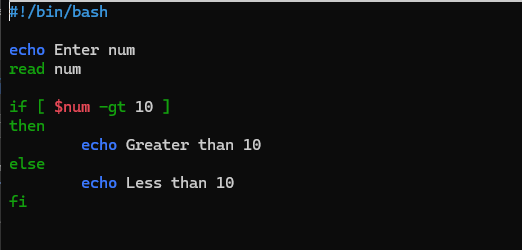 #!/bin/bash
echo Enter num
read num
if [ $num -gt 10 ]
then
echo Greater than 10
else
echo Less than 10
fi